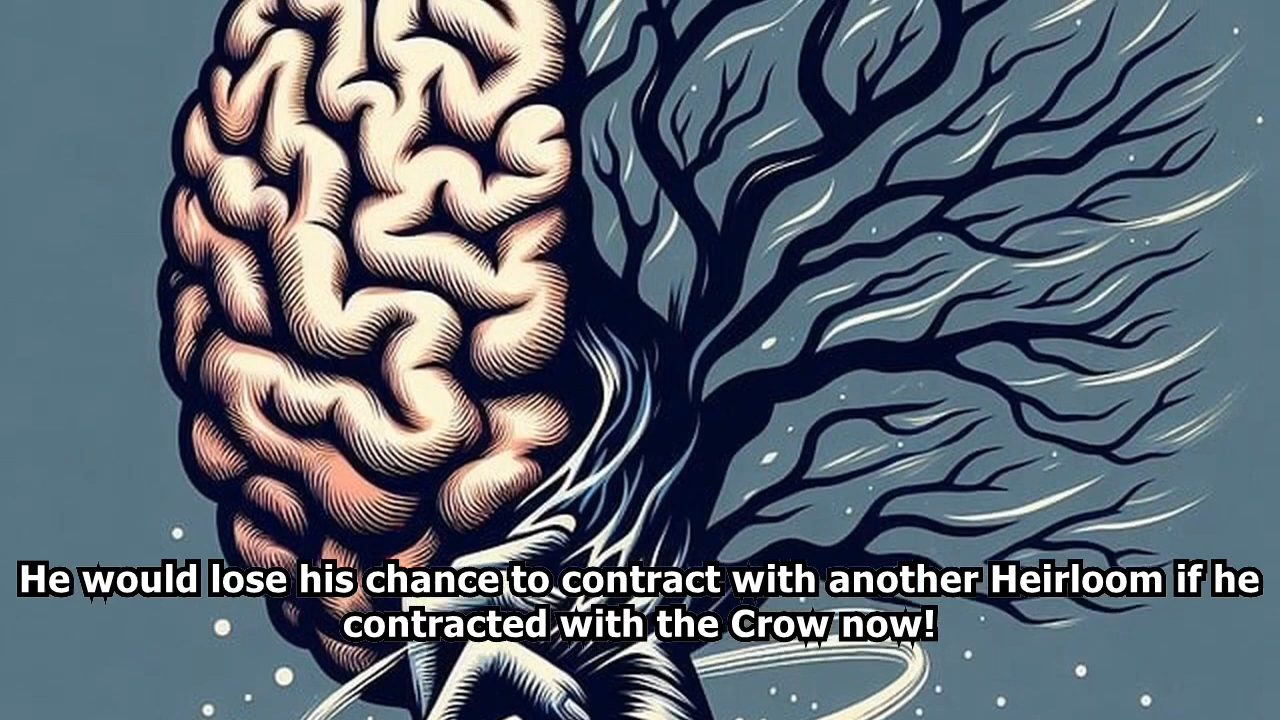 He would lose his chance to contract with another Heirloom if he
contracted with the Crow now!